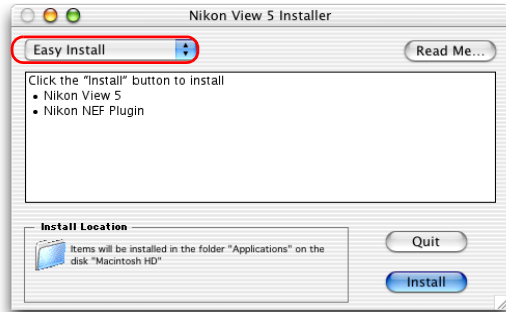 Nikon View 5 Installer
Easy Install
Read Me...
Click the "Install" button to install
• Nikon View 5
• Nikon NEF Plugin
Install Location
Items will be installed in the folder "Applications" on the
disk "Macintosh HD"
Quit
Install